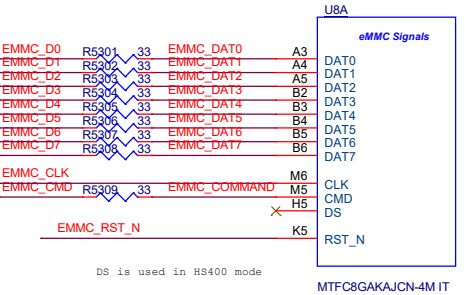 U8A
eMMC Signals
EMMC_D0 R5301 33 EMMC_DAT0 A3 DAT0
EMMC_D1 R5302 33 EMMC_DAT1 A4 DAT1
EMMC_D2 R5303 33 EMMC_DAT2 A5 DAT2
EMMC_D3 R5304 33 EMMC_DAT3 B2 DAT3
EMMC_D4 R5305 33 EMMC_DAT4 B3 DAT4
EMMC_D5 R5306 33 EMMC_DAT5 B4 DAT5
EMMC_D6 R5307 33 EMMC_DAT6 B5 DAT6
EMMC_D7 R5308 33 EMMC_DAT7 B6 DAT7
EMMC_CLK M6 CLK
EMMC_CMD R5309 33 EMMC_COMMAND M5 CMD
H5 DS
EMMC_RST_N K5 RST_N
DS is used in HS400 mode
MTFC8GAKAJCN-4M IT